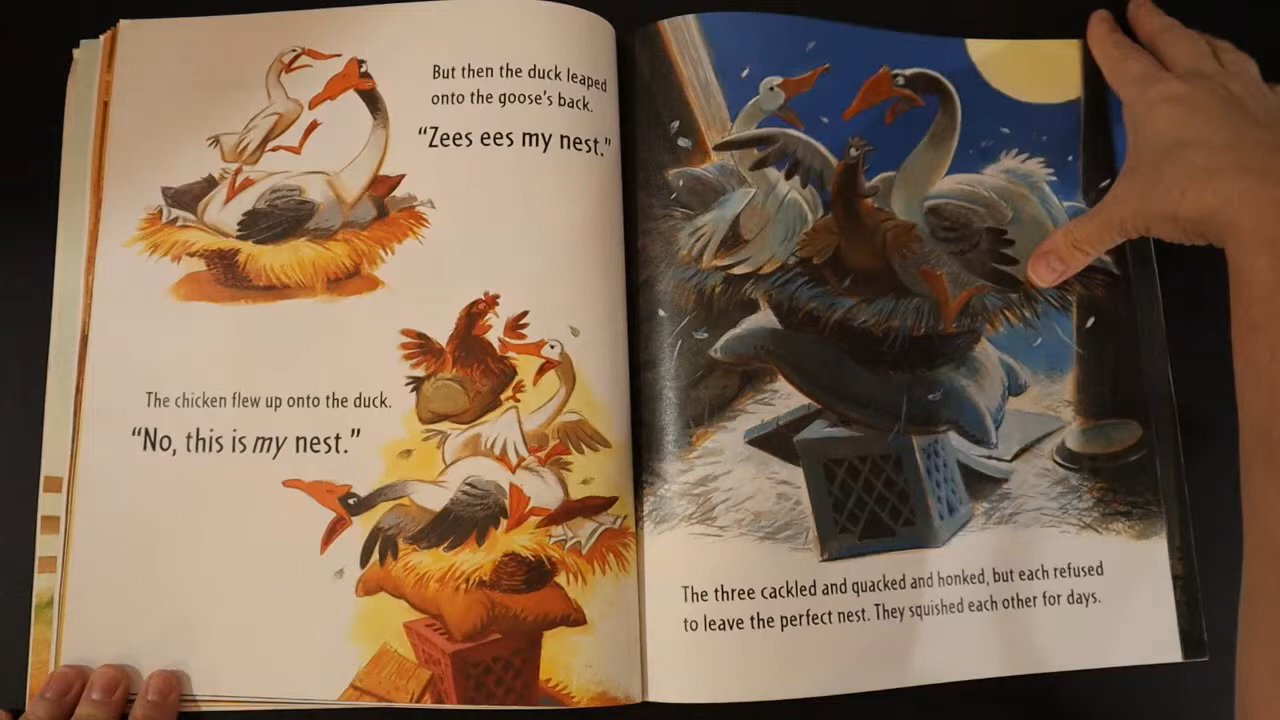 But then the duck leaped
onto the goose's back.
“Zees ees my nest.”
The chicken flew up onto the duck.
“No, this is my nest.”
The three cackled and quacked and honked, but each refused
to leave the perfect nest. They squished each other for days.